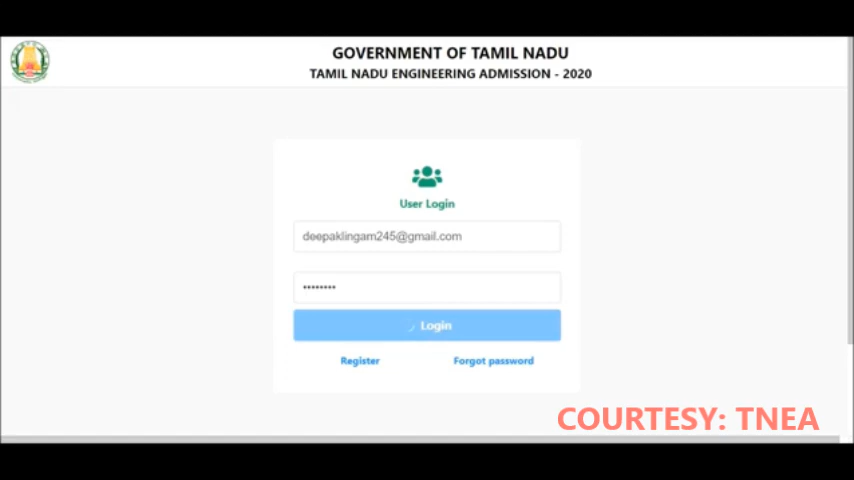 GOVERNMENT OF TAMIL NADU
TAMIL NADU ENGINEERING ADMISSION - 2020
User Login
deepaklingam245@gmail.com
••••••••
Login
Register Forgot password
COURTESY: TNEA